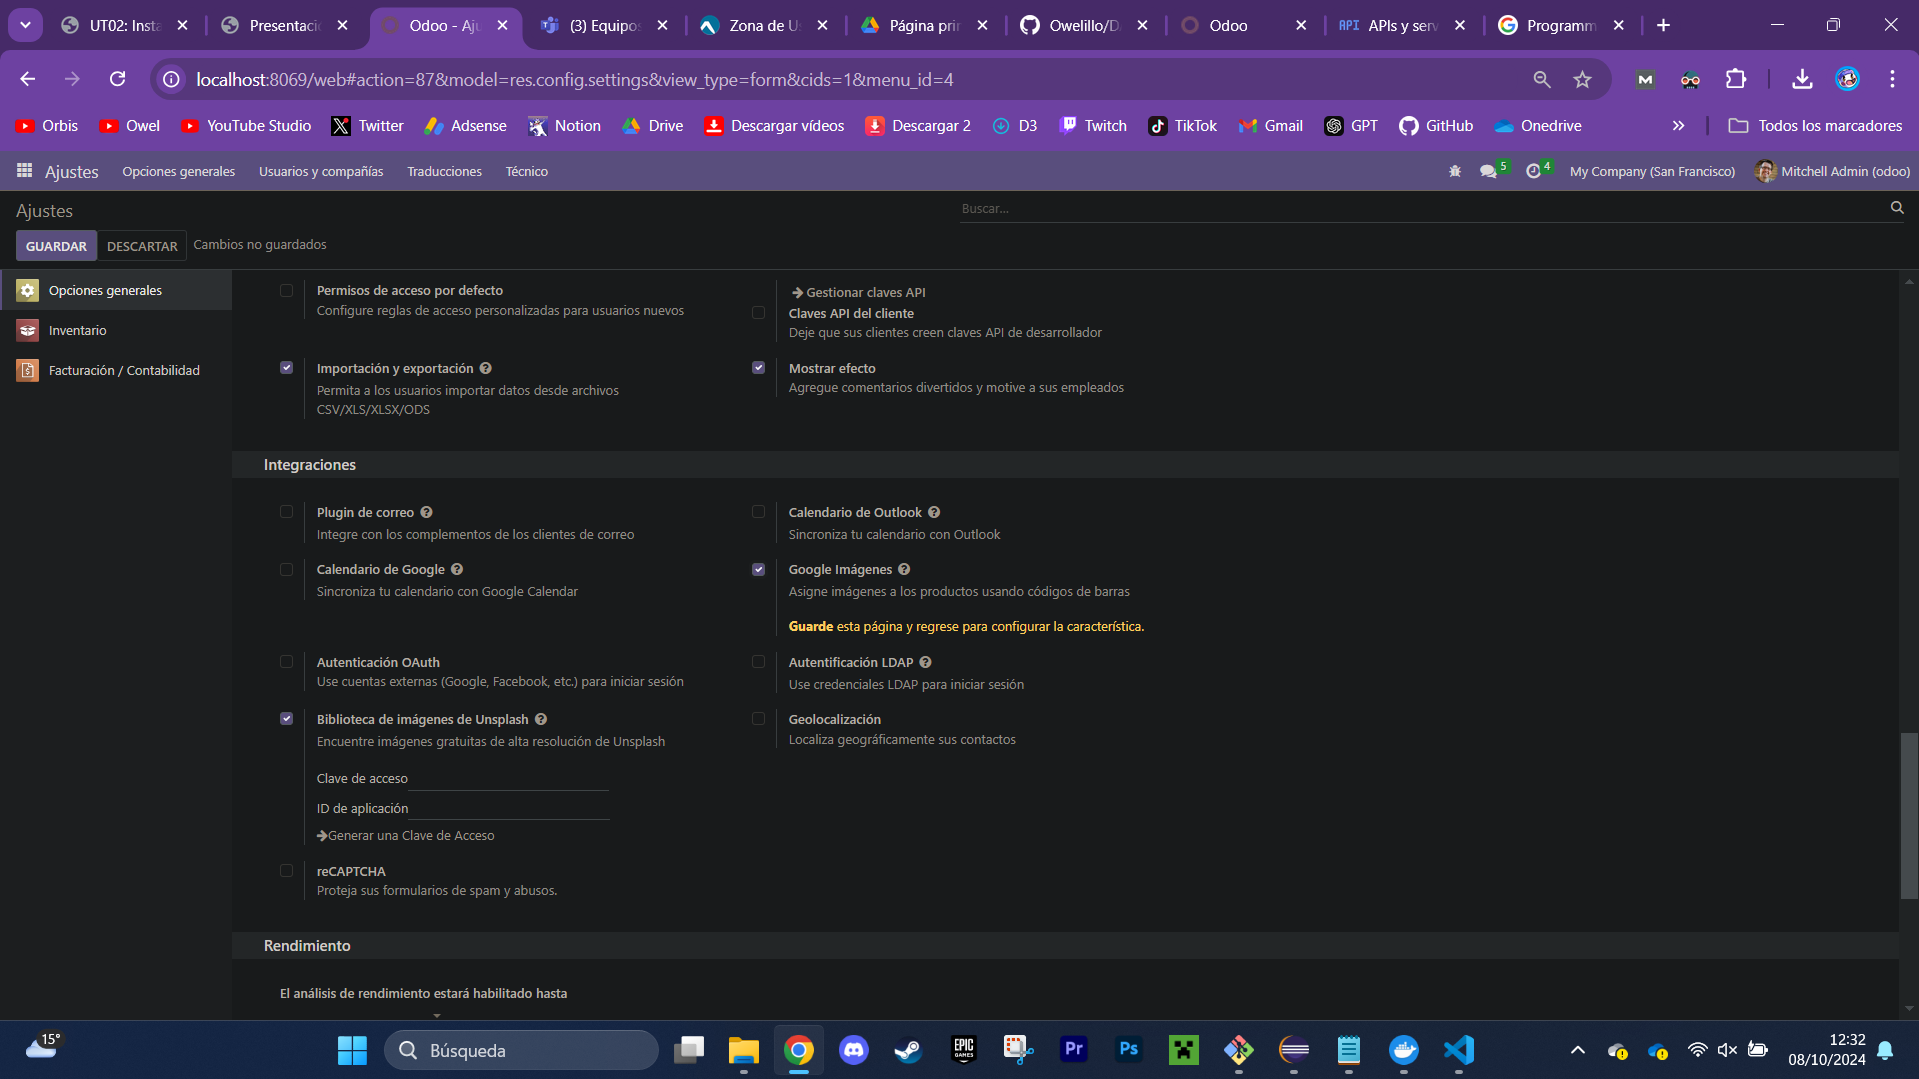 UT02: Insta
Presentació
Odoo - Aju
(3) Equipos
Zona de Us
Página prin
Owelillo/DA
Odoo
APIs y serv
Programm
localhost:8069/web#action=87&model=res.config.settings&view_type=form&cids=1&menu_id=4
Orbis
Owel
YouTube Studio
Twitter
Adsense
Notion
Drive
Descargar vídeos
Descargar 2
D3
Twitch
TikTok
Gmail
GPT
GitHub
Onedrive
Todos los marcadores
Ajustes
Opciones generales
Usuarios y compañías
Traducciones
Técnico
5
4
My Company (San Francisco)
Mitchell Admin (odoo)
Ajustes
Buscar...
GUARDAR
DESCARTAR
Cambios no guardados
Opciones generales
Inventario
Facturación / Contabilidad
Permisos de acceso por defecto
Configure reglas de acceso personalizadas para usuarios nuevos
Gestionar claves API
Claves API del cliente
Deje que sus clientes creen claves API de desarrollador
Importación y exportación
Permita a los usuarios importar datos desde archivos
CSV/XLS/XLSX/ODS
Mostrar efecto
Agregue comentarios divertidos y motive a sus empleados
Integraciones
Plugin de correo
Integre con los complementos de los clientes de correo
Calendario de Outlook
Sincroniza tu calendario con Outlook
Calendario de Google
Sincroniza tu calendario con Google Calendar
Google Imágenes
Asigne imágenes a los productos usando códigos de barras
Guarde esta página y regrese para configurar la característica.
Autenticación OAuth
Use cuentas externas (Google, Facebook, etc.) para iniciar sesión
Autentificación LDAP
Use credenciales LDAP para iniciar sesión
Biblioteca de imágenes de Unsplash
Encuentre imágenes gratuitas de alta resolución de Unsplash
Clave de acceso
ID de aplicación
Generar una Clave de Acceso
Geolocalización
Localiza geográficamente sus contactos
reCAPTCHA
Proteja sus formularios de spam y abusos.
Rendimiento
El análisis de rendimiento estará habilitado hasta
15°
Búsqueda
EPIC
GAMES
Pr
Ps
12:32
08/10/2024